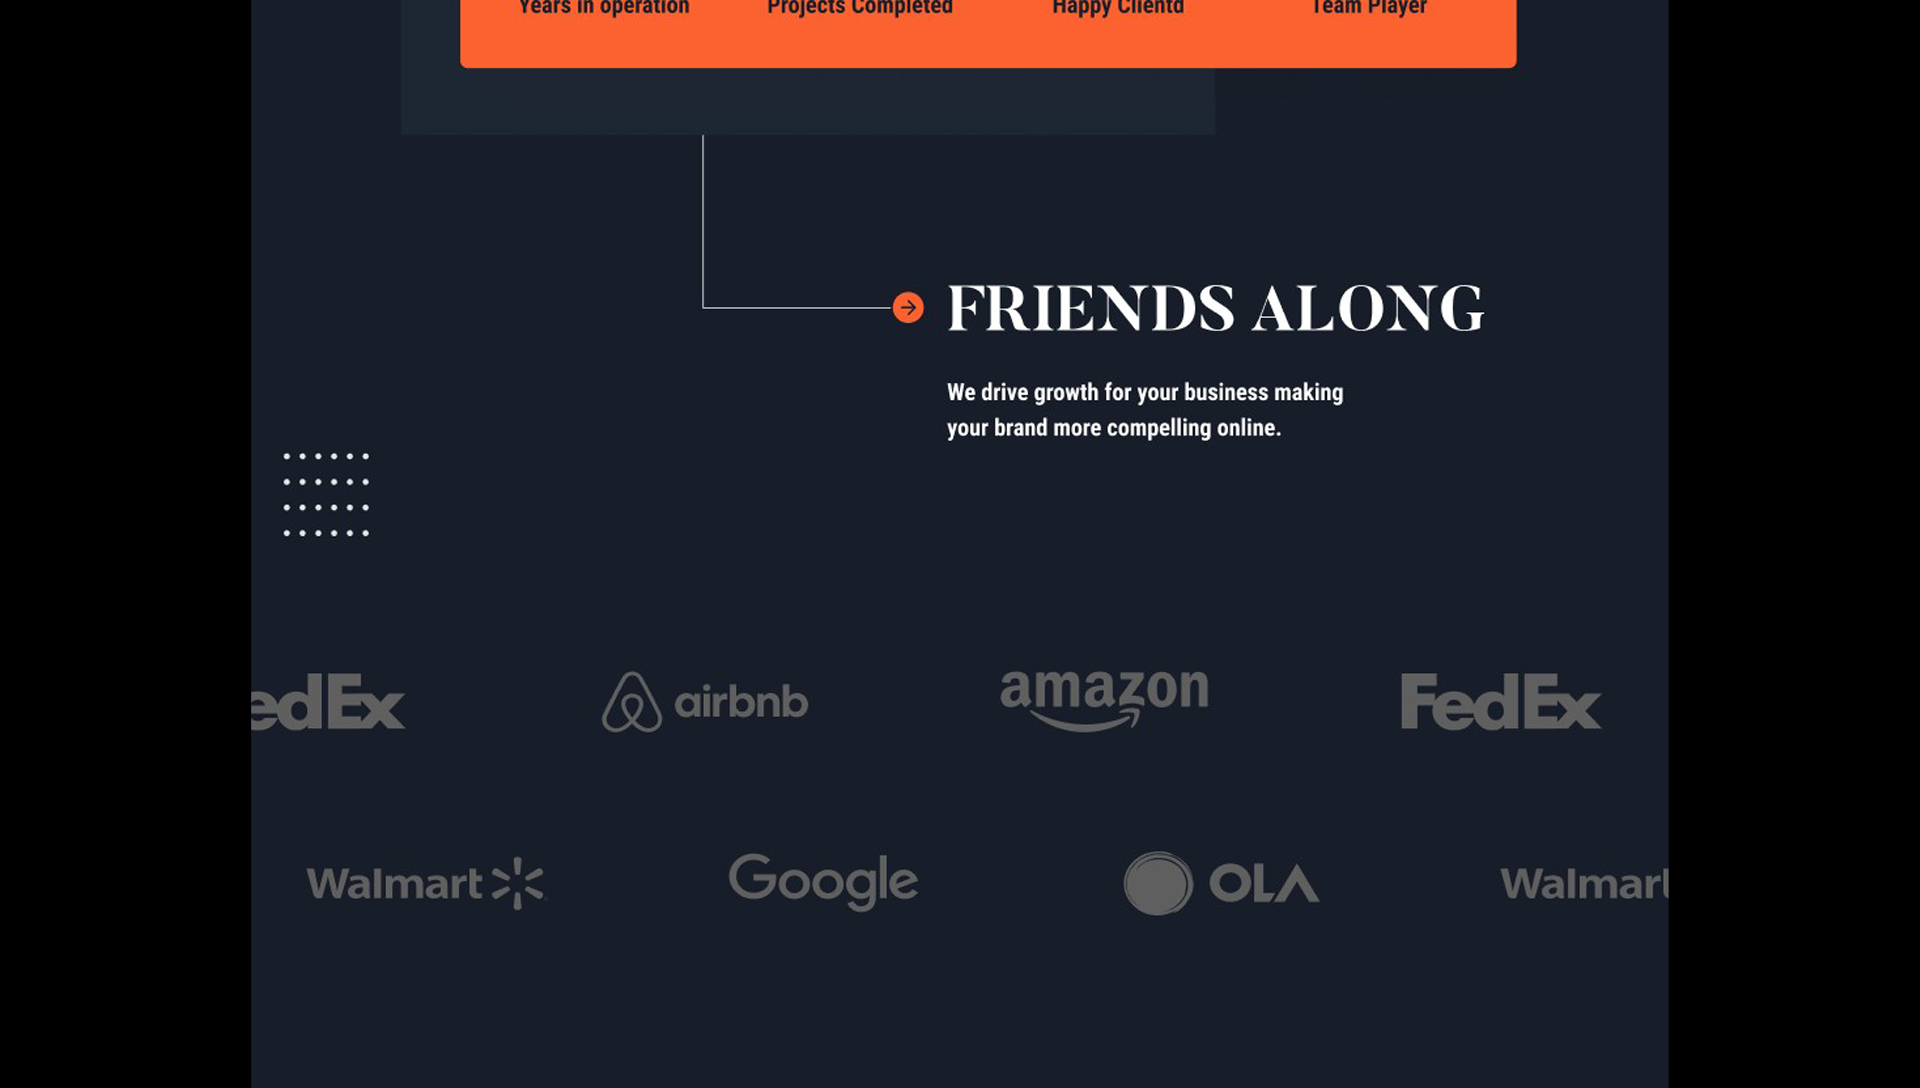 Years in operation Projects Completed Happy Clientd Team Player
FRIENDS ALONG
We drive growth for your business making
your brand more compelling online.
edEx airbnb amazon FedEx
Walmart Google OLA Walmart